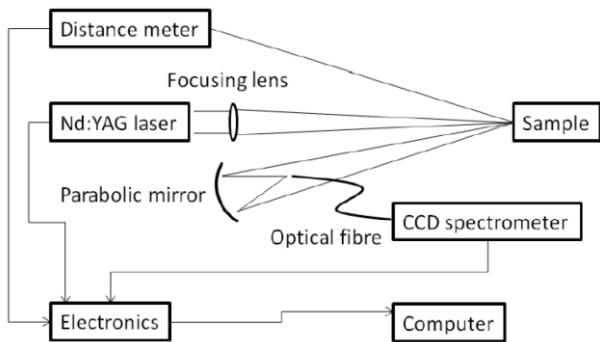 Distance meter
Focusing lens
Nd:YAG laser
Sample
Parabolic mirror
Optical fibre
CCD spectrometer
Electronics
Computer